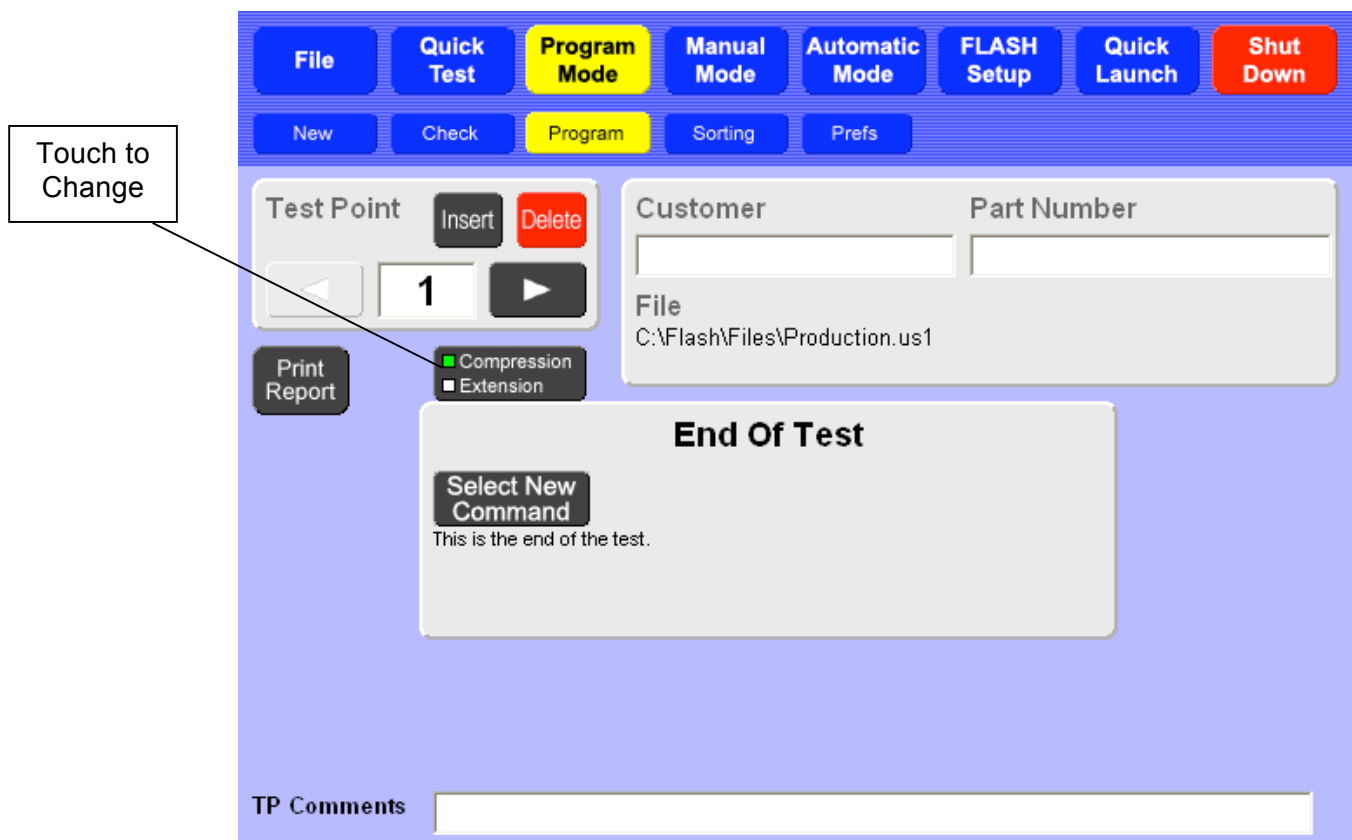 File
Quick
Test
Program
Mode
Manual
Mode
Automatic
Mode
FLASH
Setup
Quick
Launch
Shut
Down
New
Check
Program
Sorting
Prefs
Touch to
Change
Test Point
Insert
Delete
1
Customer
Part Number
File
C:\Flash\Files\Production.us1
Print
Report
Compression
Extension
End Of Test
Select New
Command
This is the end of the test.
TP Comments